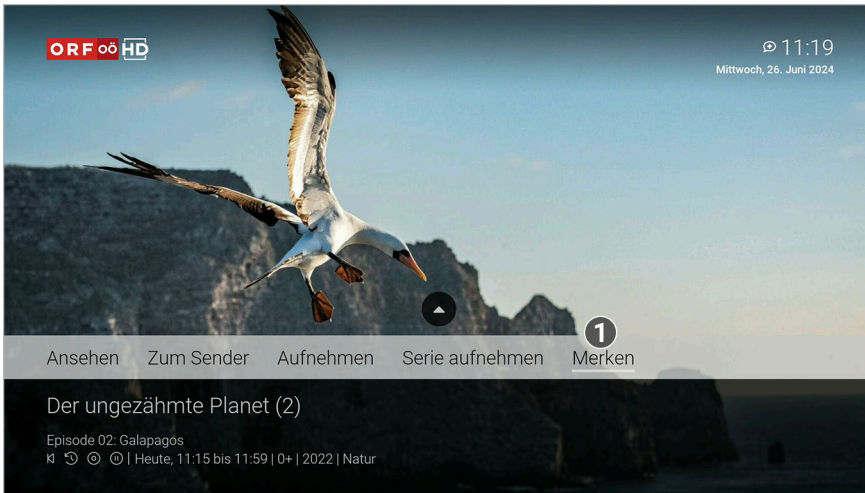 ORF OÖ HD
11:19
Mittwoch, 26. Juni 2024
1
Ansehen Zum Sender Aufnehmen Serie aufnehmen Merken
Der ungezähmte Planet (2)
Episode 02: Galapagos
| Heute, 11:15 bis 11:59 | 0+ | 2022 | Natur